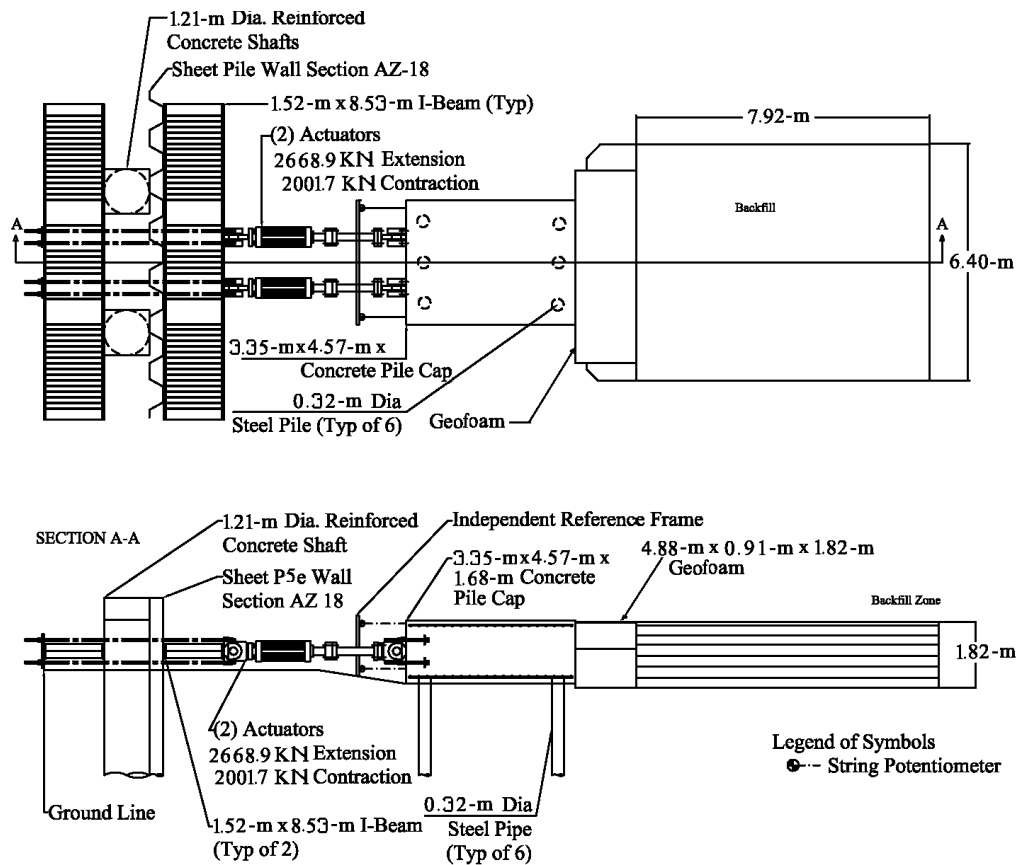 1.21-m Dia. Reinforced
Concrete Shafts
Sheet Pile Wall Section AZ-18
1.52-m x 8.53-m I-Beam (Typ)
(2) Actuators
2668.9 KN Extension
2001.7 KN Contraction
7.92-m
Backfill
A
A
6.40-m
3.35-m x 4.57-m x
Concrete Pile Cap
0.32-m Dia
Steel Pile (Typ of 6)
Geofoam
SECTION A-A
1.21-m Dia. Reinforced
Concrete Shaft
Sheet P5e Wall
Section AZ 18
Independent Reference Frame
3.35-m x 4.57-m x
1.68-m Concrete
Pile Cap
4.88-m x 0.91-m x 1.82-m
Geofoam
Backfill Zone
1.82-m
(2) Actuators
2668.9 KN Extension
2001.7 KN Contraction
Ground Line
1.52-m x 8.53-m I-Beam
(Typ of 2)
0.32-m Dia
Steel Pipe
(Typ of 6)
Legend of Symbols
String Potentiometer